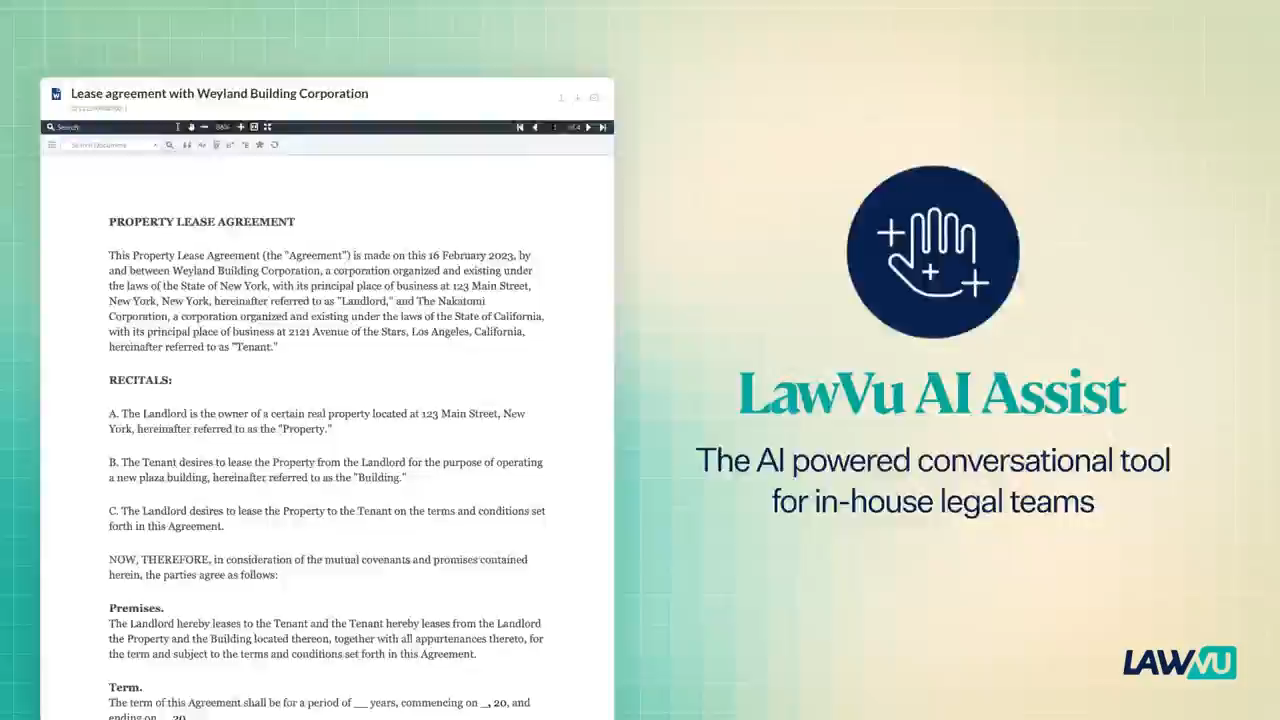 Lease agreement with Weyland Building Corporation
Search
86%
1 of 4
Search Document
PROPERTY LEASE AGREEMENT
This Property Lease Agreement (the "Agreement") is made on this 16 February 2023, by
and between Weyland Building Corporation, a corporation organized and existing under
the laws of the State of New York, with its principal place of business at 123 Main Street,
New York, New York, hereinafter referred to as "Landlord," and The Nakatomi
Corporation, a corporation organized and existing under the laws of the State of California,
with its principal place of business at 2121 Avenue of the Stars, Los Angeles, California,
hereinafter referred to as "Tenant."
RECITALS:
A. The Landlord is the owner of a certain real property located at 123 Main Street, New
York, hereinafter referred to as the "Property."
B. The Tenant desires to lease the Property from the Landlord for the purpose of operating
a new plaza building, hereinafter referred to as the "Building."
C. The Landlord desires to lease the Property to the Tenant on the terms and conditions set
forth in this Agreement.
NOW, THEREFORE, in consideration of the mutual covenants and promises contained
herein, the parties agree as follows:
Premises.
The Landlord hereby leases to the Tenant and the Tenant hereby leases from the Landlord
the Property and the Building located thereon, together with all appurtenances thereto, for
the term and subject to the terms and conditions set forth in this Agreement.
Term.
The term of this Agreement shall be for a period of __ years, commencing on _, 20, and
ending on _, 20.
LawVu AI Assist
The AI powered conversational tool
for in-house legal teams
LAWVU